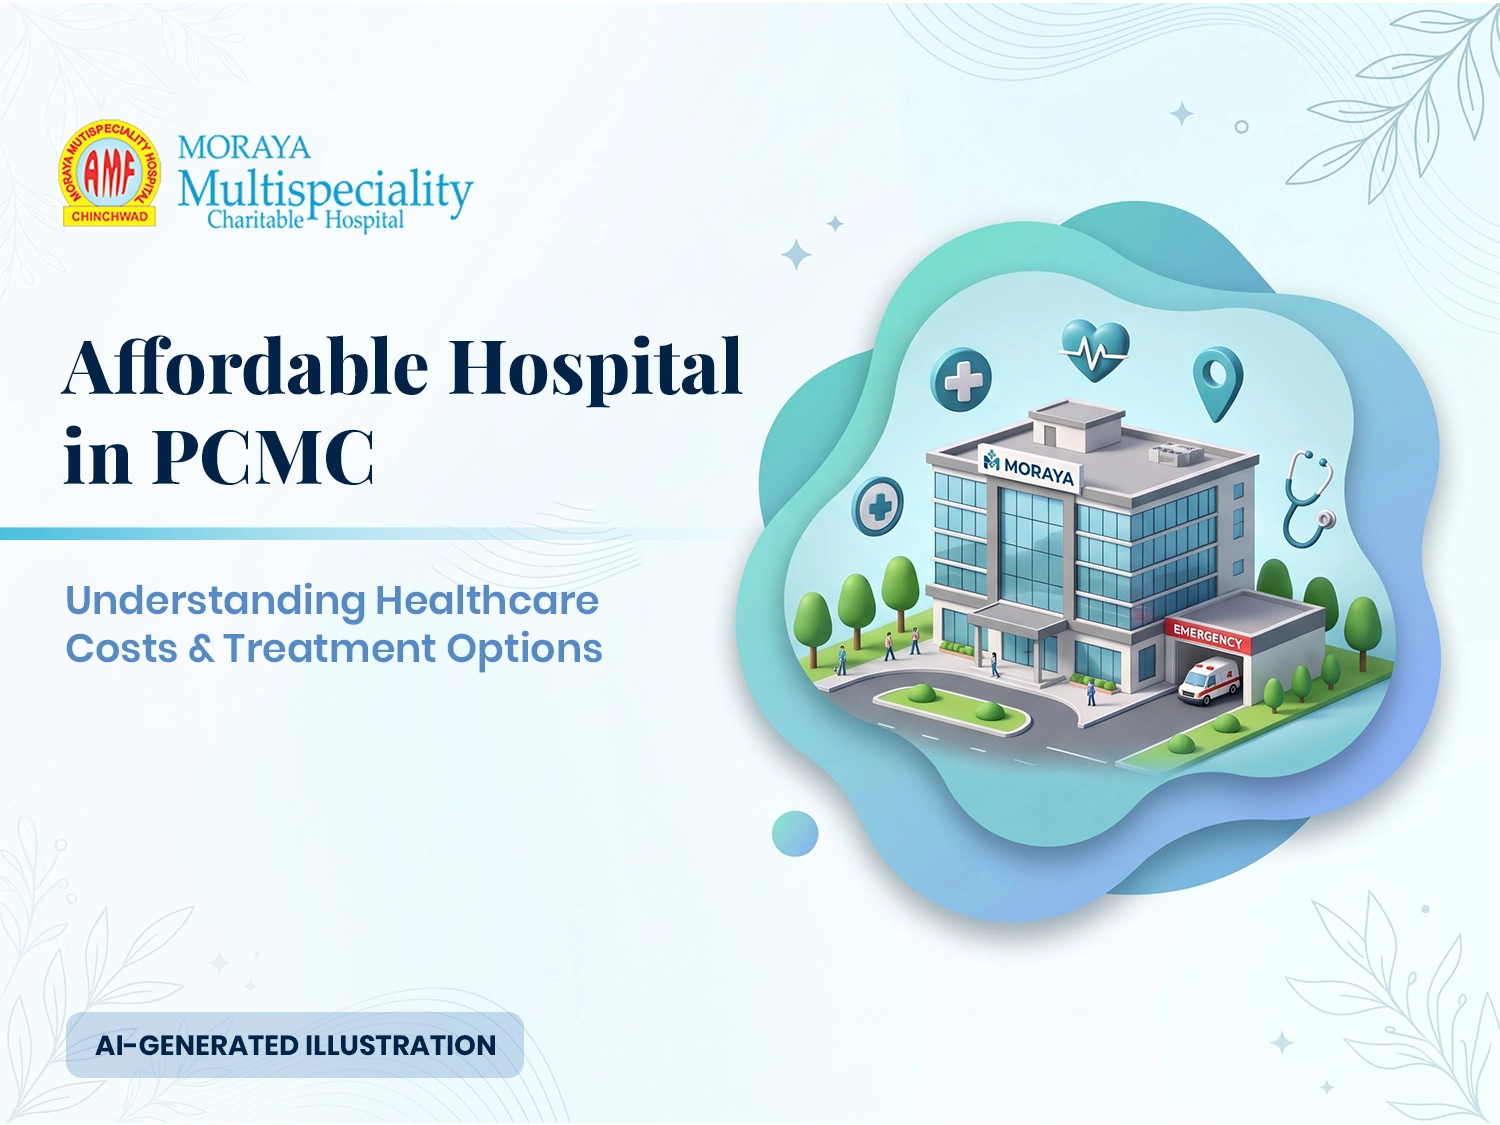 MORAYA MUTISPECIALITY HOSPITAL
AMF
CHINCHWAD
MORAYA
Multispeciality
Charitable Hospital
Affordable Hospital
in PCMC
Understanding Healthcare
Costs & Treatment Options
MORAYA
EMERGENCY
AI-GENERATED ILLUSTRATION